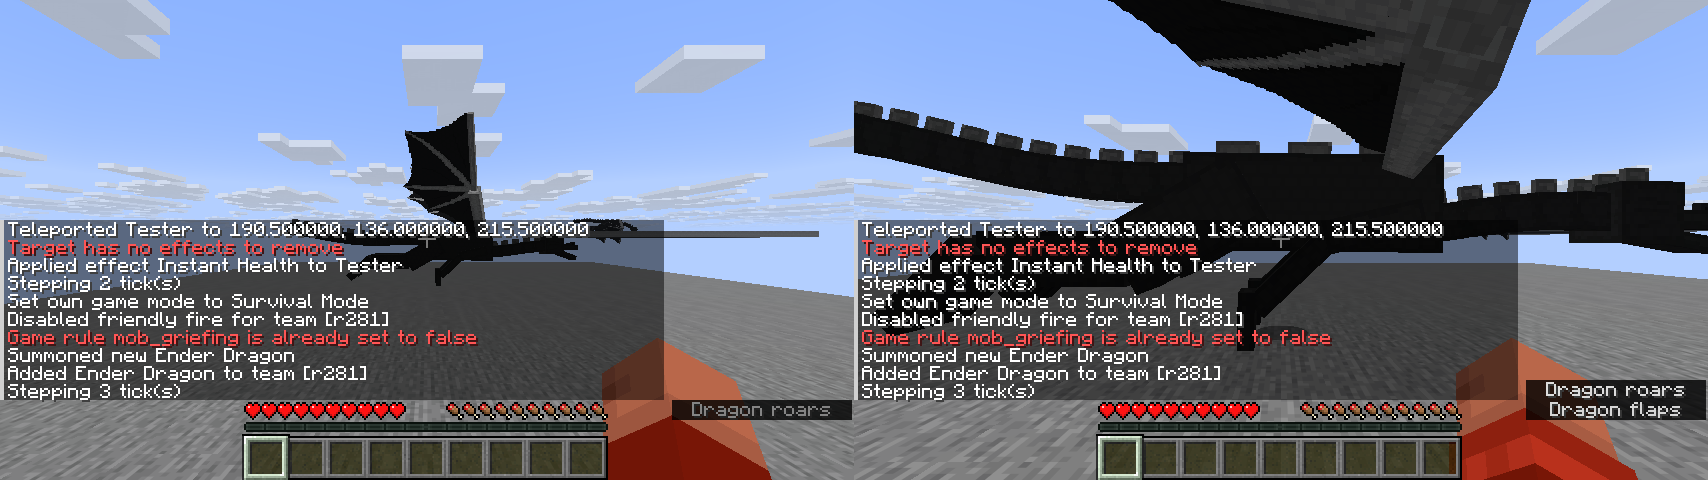 Teleported Tester to 190.500000, 136.000000, 215.500000
Target has no effects to remove
Applied effect Instant Health to Tester
Stepping 2 tick(s)
Set own game mode to Survival Mode
Disabled friendly fire for team [r281]
Game rule mob_griefing is already set to false
Summoned new Ender Dragon
Added Ender Dragon to team [r281]
Stepping 3 tick(s)
Dragon roars
Teleported Tester to 190.500000, 136.000000, 215.500000
Target has no effects to remove
Applied effect Instant Health to Tester
Stepping 2 tick(s)
Set own game mode to Survival Mode
Disabled friendly fire for team [r281]
Game rule mob_griefing is already set to false
Summoned new Ender Dragon
Added Ender Dragon to team [r281]
Stepping 3 tick(s)
Dragon roars
Dragon flaps